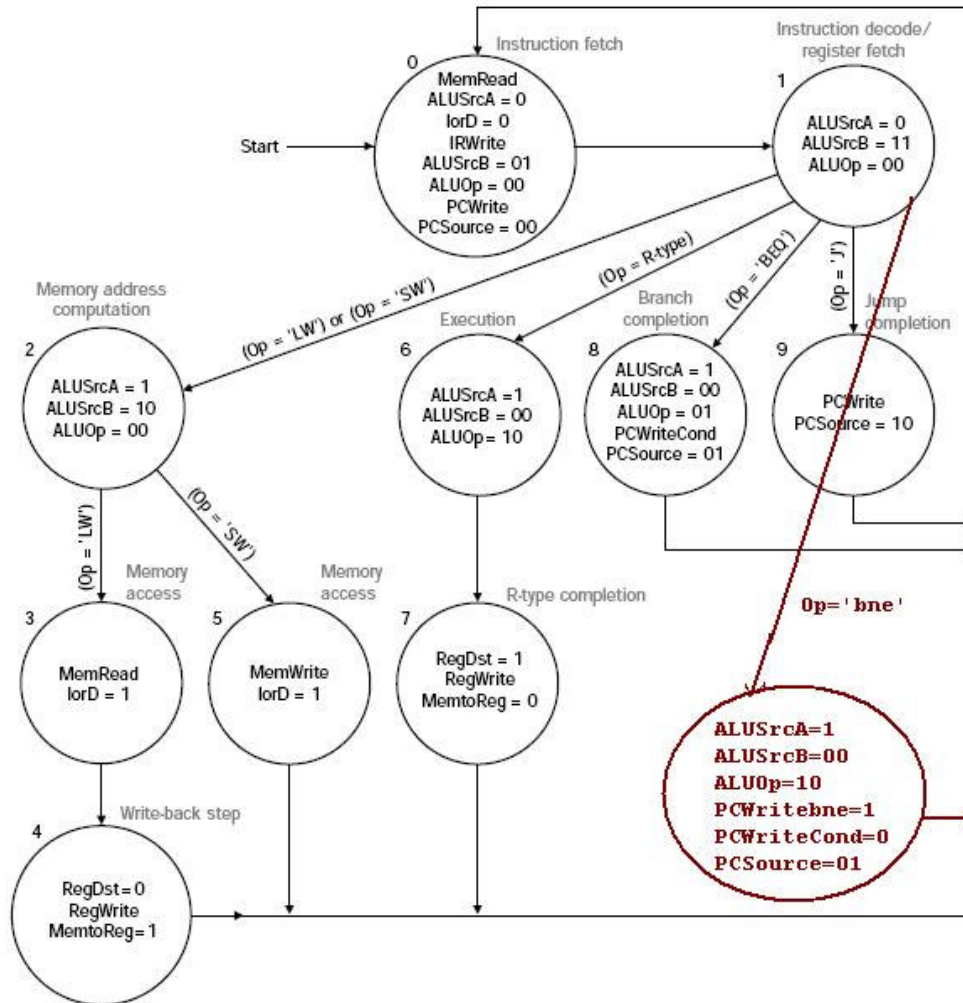 Instruction fetch
0
MemRead
ALUSrcA = 0
IorD = 0
IRWrite
ALUSrcB = 01
ALUOp = 00
PCWrite
PCSource = 00
Start
Instruction decode/
register fetch
1
ALUSrcA = 0
ALUSrcB = 11
ALUOp = 00
(Op = 'LW') or (Op = 'SW')
(Op = R-type)
(Op = 'BEQ')
(Op = 'J')
Memory address
computation
2
ALUSrcA = 1
ALUSrcB = 10
ALUOp = 00
Execution
6
ALUSrcA =1
ALUSrcB = 00
ALUOp= 10
Branch
completion
8
ALUSrcA = 1
ALUSrcB = 00
ALUOp = 01
PCWriteCond
PCSource = 01
Jump
completion
9
PCWrite
PCSource = 10
(Op = 'LW')
(Op = 'SW')
Memory
access
3
MemRead
IorD = 1
Memory
access
5
MemWrite
IorD = 1
R-type completion
7
RegDst = 1
RegWrite
MemtoReg = 0
Op='bne'
ALUSrcA=1
ALUSrcB=00
ALUOp=10
PCWritebne=1
PCWriteCond=0
PCSource=01
Write-back step
4
RegDst=0
RegWrite
MemtoReg=1